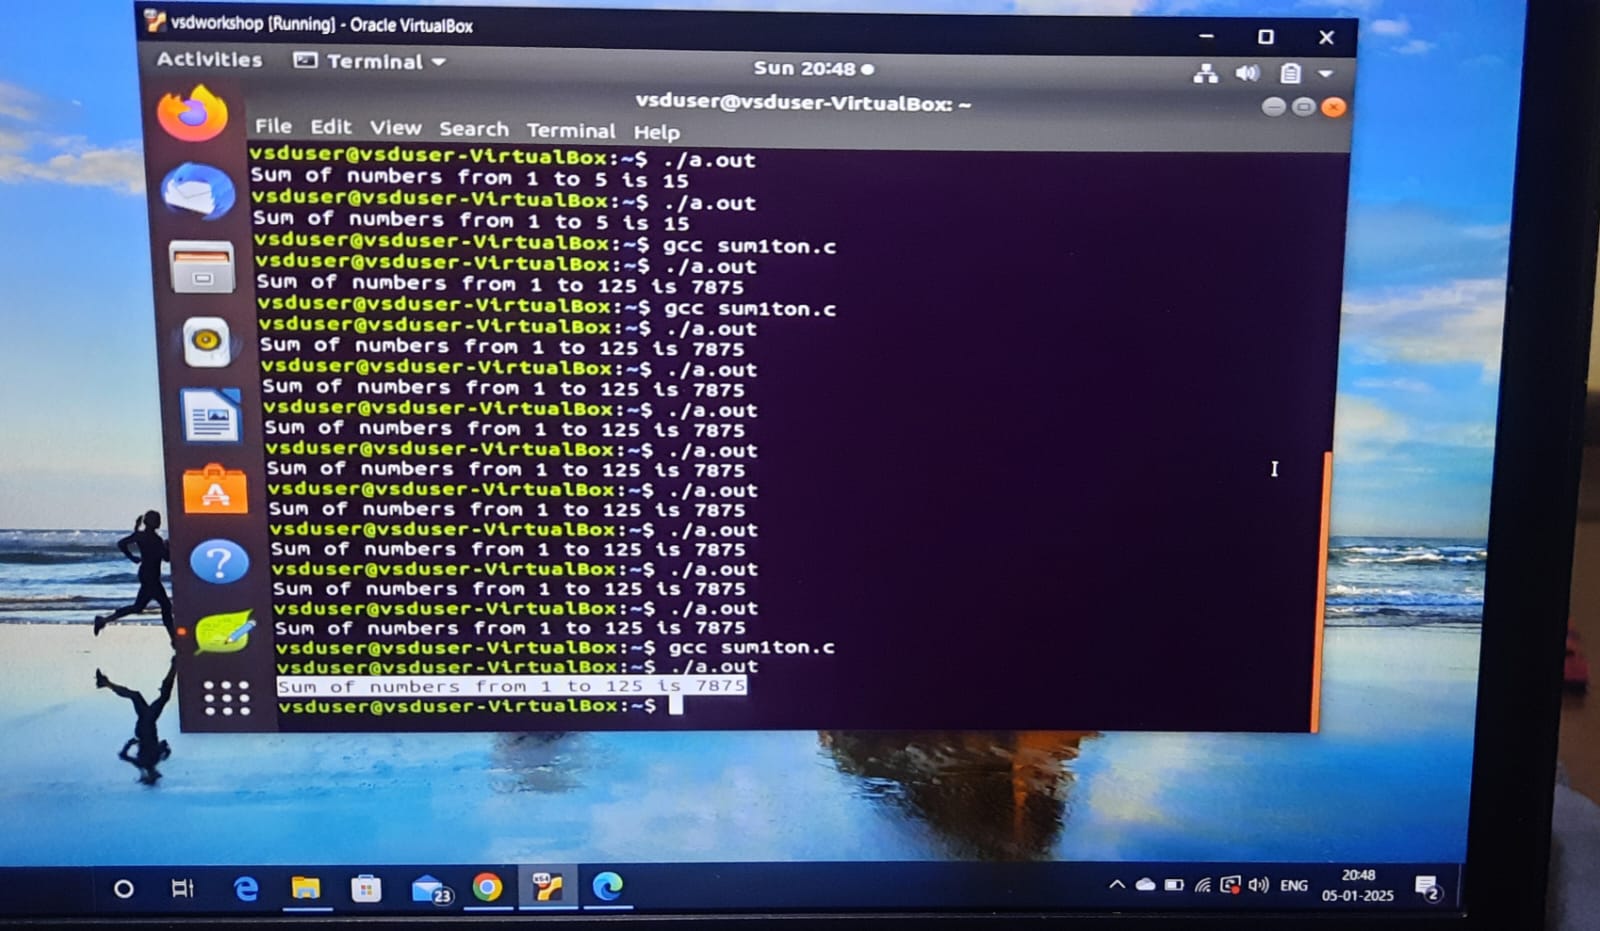 vsdworkshop [Running] - Oracle VirtualBox
Activities Terminal Sun 20:48
vsduser@vsduser-VirtualBox: ~
File Edit View Search Terminal Help
vsduser@vsduser-VirtualBox:~$ ./a.out
Sum of numbers from 1 to 5 is 15
vsduser@vsduser-VirtualBox:~$ ./a.out
Sum of numbers from 1 to 5 is 15
vsduser@vsduser-VirtualBox:~$ gcc sum1ton.c
vsduser@vsduser-VirtualBox:~$ ./a.out
Sum of numbers from 1 to 125 is 7875
vsduser@vsduser-VirtualBox:~$ gcc sum1ton.c
vsduser@vsduser-VirtualBox:~$ ./a.out
Sum of numbers from 1 to 125 is 7875
vsduser@vsduser-VirtualBox:~$ ./a.out
Sum of numbers from 1 to 125 is 7875
vsduser@vsduser-VirtualBox:~$ ./a.out
Sum of numbers from 1 to 125 is 7875
vsduser@vsduser-VirtualBox:~$ ./a.out
Sum of numbers from 1 to 125 is 7875
vsduser@vsduser-VirtualBox:~$ ./a.out
Sum of numbers from 1 to 125 is 7875
vsduser@vsduser-VirtualBox:~$ ./a.out
Sum of numbers from 1 to 125 is 7875
vsduser@vsduser-VirtualBox:~$ ./a.out
Sum of numbers from 1 to 125 is 7875
vsduser@vsduser-VirtualBox:~$ ./a.out
Sum of numbers from 1 to 125 is 7875
vsduser@vsduser-VirtualBox:~$ gcc sum1ton.c
vsduser@vsduser-VirtualBox:~$ ./a.out
Sum of numbers from 1 to 125 is 7875
vsduser@vsduser-VirtualBox:~$
23
x64
ENG
20:48
05-01-2025
2